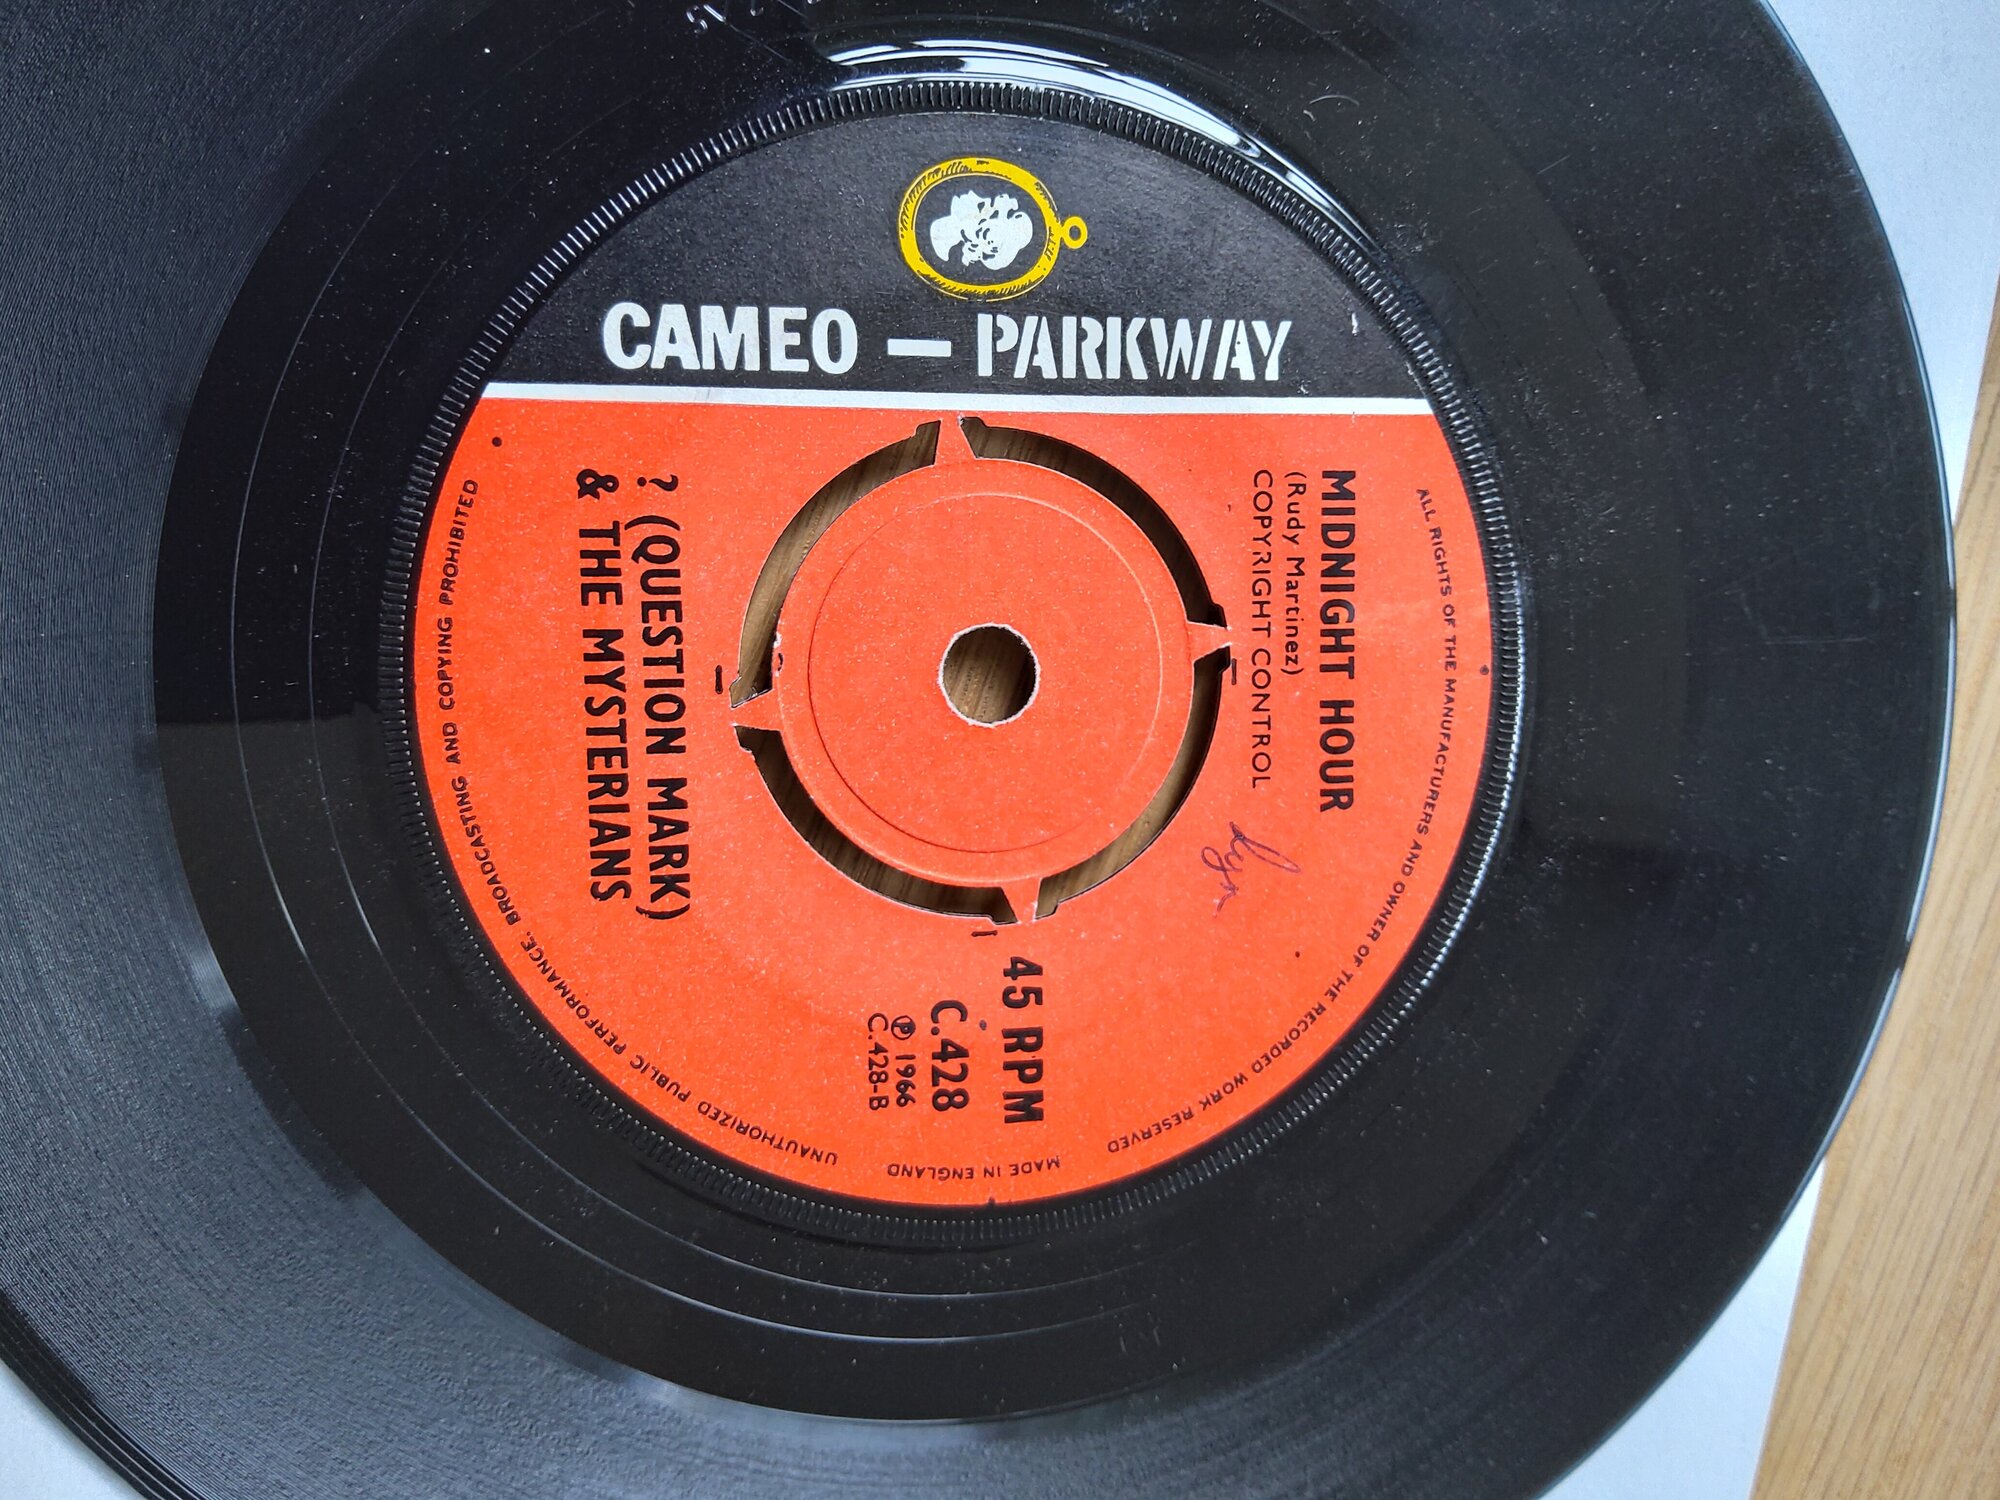 CAMEO — PARKWAY
MIDNIGHT HOUR
(Rudy Martinez)
COPYRIGHT CONTROL
45 RPM
C.428
℗ 1966
C.428-B
? (QUESTION MARK)
& THE MYSTERIANS
ALL RIGHTS OF THE MANUFACTURERS AND OWNER OF THE RECORDED WORK RESERVED
MADE IN ENGLAND
UNAUTHORIZED PUBLIC PERFORMANCE, BROADCASTING AND COPYING PROHIBITED